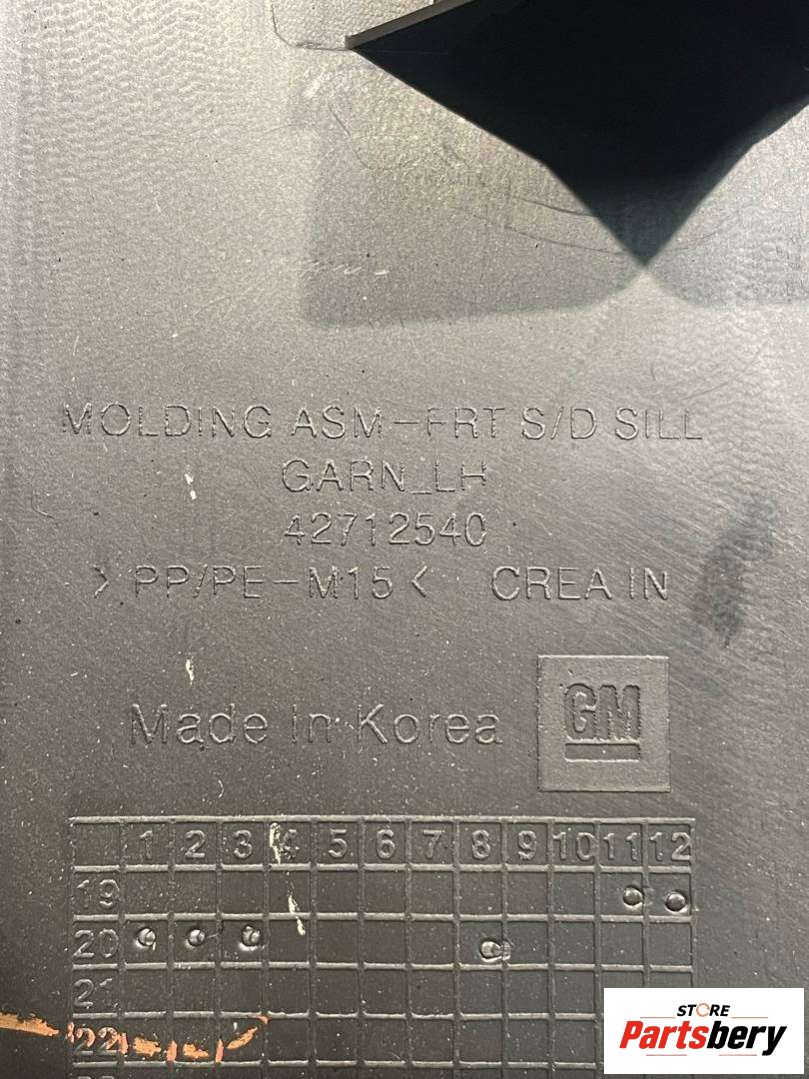 MOLDING ASM-FRT S/D SILL
GARN_LH
42712540
>PP/PE-M15< CREA IN
Made In Korea
GM
1 2 3 4 5 6 7 8 9 10 11 12
19
20
21
22
STORE
Partsbery